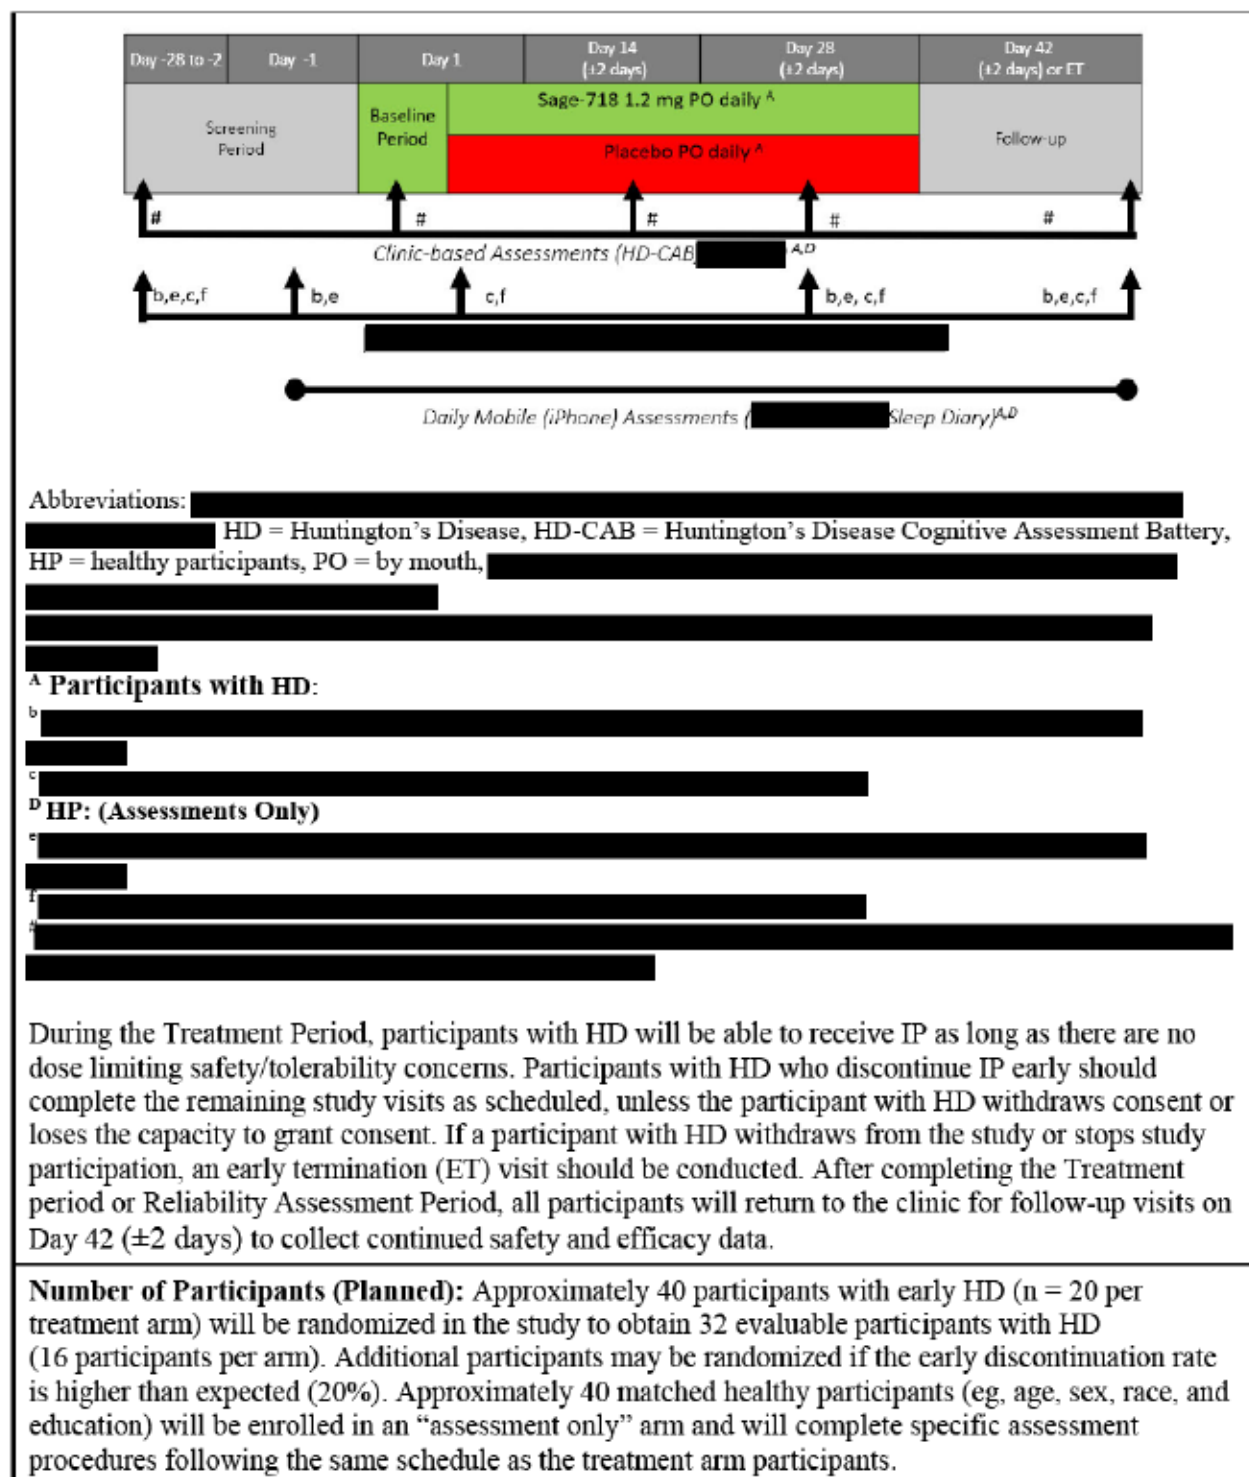 Day -28 to -2 Day -1 Day 1 Day 14 (±2 days) Day 28 (±2 days) Day 42 (±2 days) or ET
Screening Period
Baseline Period
Sage-718 1.2 mg PO daily A
Placebo PO daily A
Follow-up
# # # # #
Clinic-based Assessments (HD-CAB A,D
b,e,c,f b,e c,f b,e, c,f b,e,c,f
Daily Mobile (iPhone) Assessments ( Sleep Diary)A,D
Abbreviations:
HD = Huntington's Disease, HD-CAB = Huntington's Disease Cognitive Assessment Battery,
HP = healthy participants, PO = by mouth,
A Participants with HD:
b
c
D HP: (Assessments Only)
e
f
#
During the Treatment Period, participants with HD will be able to receive IP as long as there are no
dose limiting safety/tolerability concerns. Participants with HD who discontinue IP early should
complete the remaining study visits as scheduled, unless the participant with HD withdraws consent or
loses the capacity to grant consent. If a participant with HD withdraws from the study or stops study
participation, an early termination (ET) visit should be conducted. After completing the Treatment
period or Reliability Assessment Period, all participants will return to the clinic for follow-up visits on
Day 42 (±2 days) to collect continued safety and efficacy data.
Number of Participants (Planned): Approximately 40 participants with early HD (n = 20 per
treatment arm) will be randomized in the study to obtain 32 evaluable participants with HD
(16 participants per arm). Additional participants may be randomized if the early discontinuation rate
is higher than expected (20%). Approximately 40 matched healthy participants (eg, age, sex, race, and
education) will be enrolled in an “assessment only” arm and will complete specific assessment
procedures following the same schedule as the treatment arm participants.